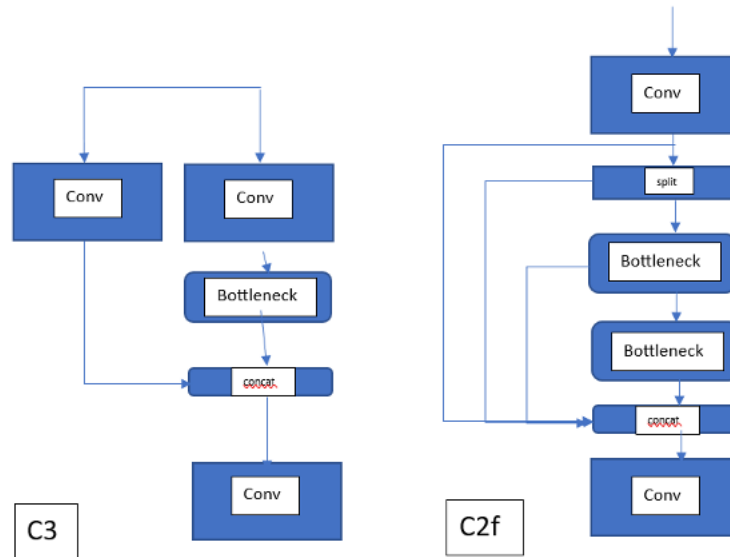 Conv
Conv
Bottleneck
concat
Conv
C3
Conv
split
Bottleneck
Bottleneck
concat
Conv
C2f